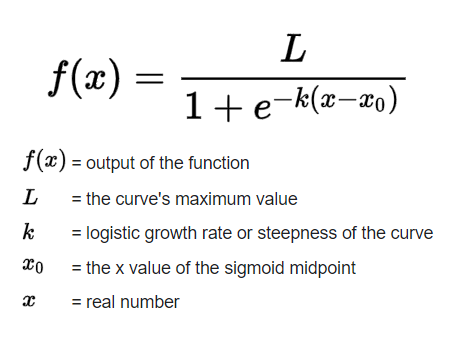 f(x) = L / (1 + e^{-k(x-x₀)})
f(x) = output of the function
L = the curve's maximum value
k = logistic growth rate or steepness of the curve
x₀ = the x value of the sigmoid midpoint
x = real number